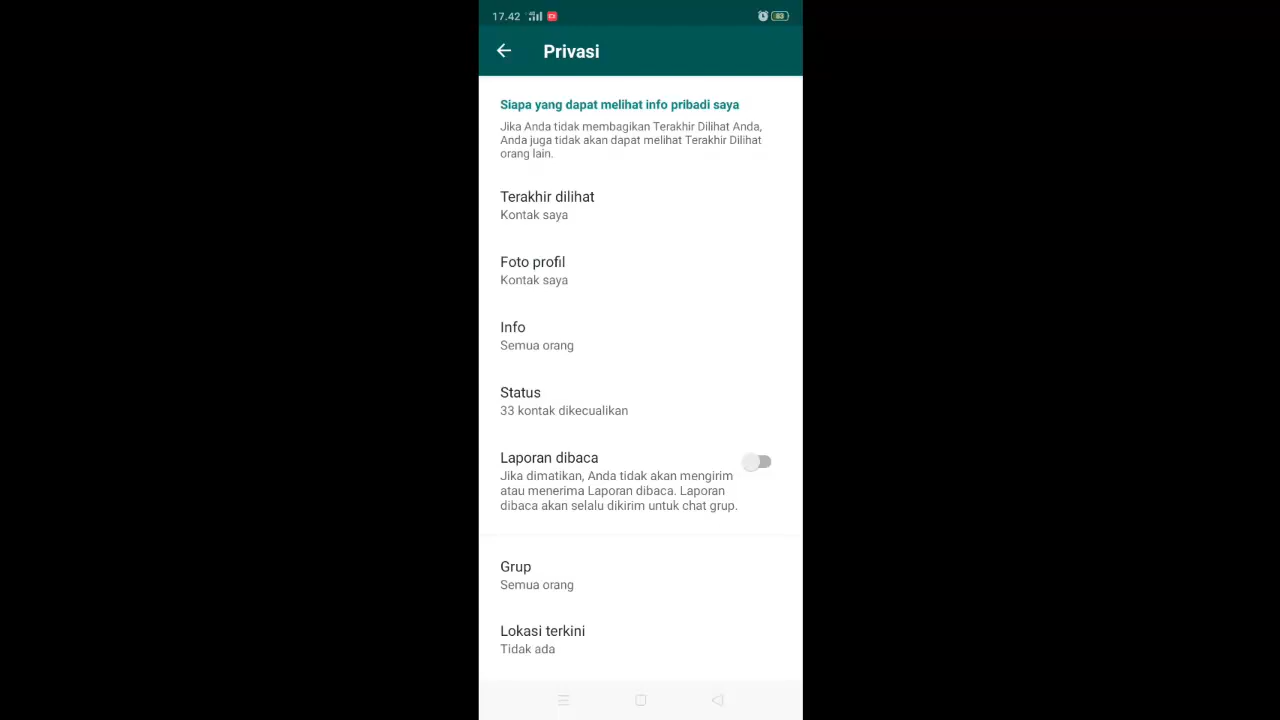 17.42
Privasi
Siapa yang dapat melihat info pribadi saya
Jika Anda tidak membagikan Terakhir Dilihat Anda,
Anda juga tidak akan dapat melihat Terakhir Dilihat
orang lain.
Terakhir dilihat
Kontak saya
Foto profil
Kontak saya
Info
Semua orang
Status
33 kontak dikecualikan
Laporan dibaca
Jika dimatikan, Anda tidak akan mengirim
atau menerima Laporan dibaca. Laporan
dibaca akan selalu dikirim untuk chat grup.
Grup
Semua orang
Lokasi terkini
Tidak ada